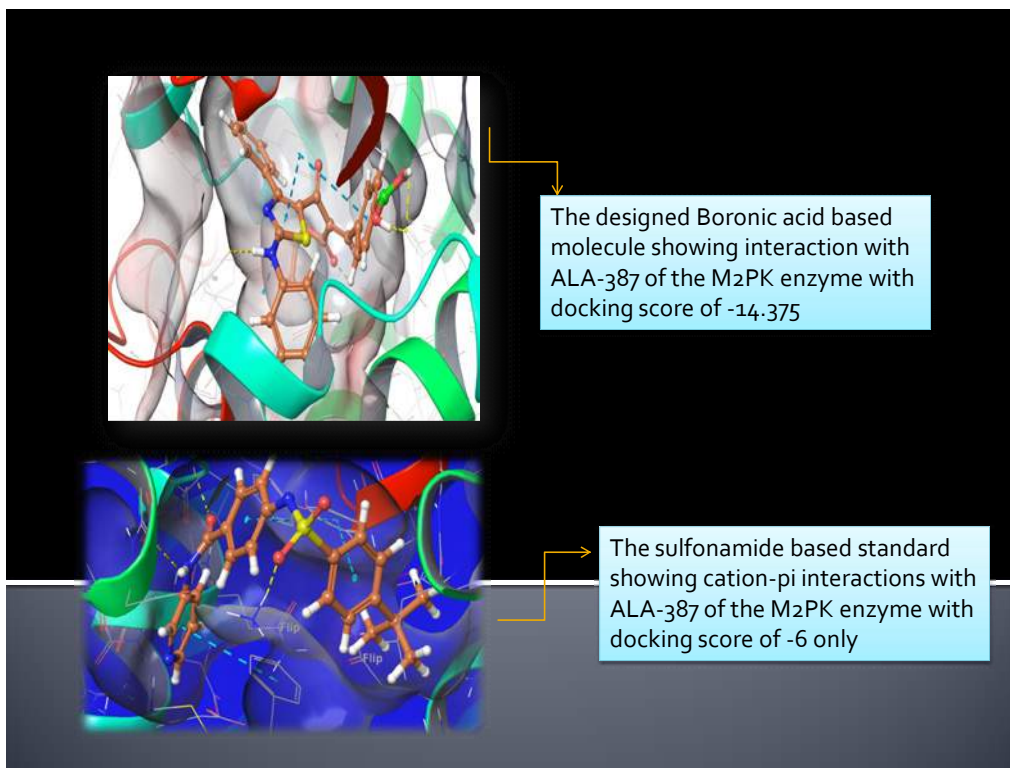 The designed Boronic acid based
molecule showing interaction with
ALA-387 of the M2PK enzyme with
docking score of -14.375
Flip
Flip
The sulfonamide based standard
showing cation-pi interactions with
ALA-387 of the M2PK enzyme with
docking score of -6 only